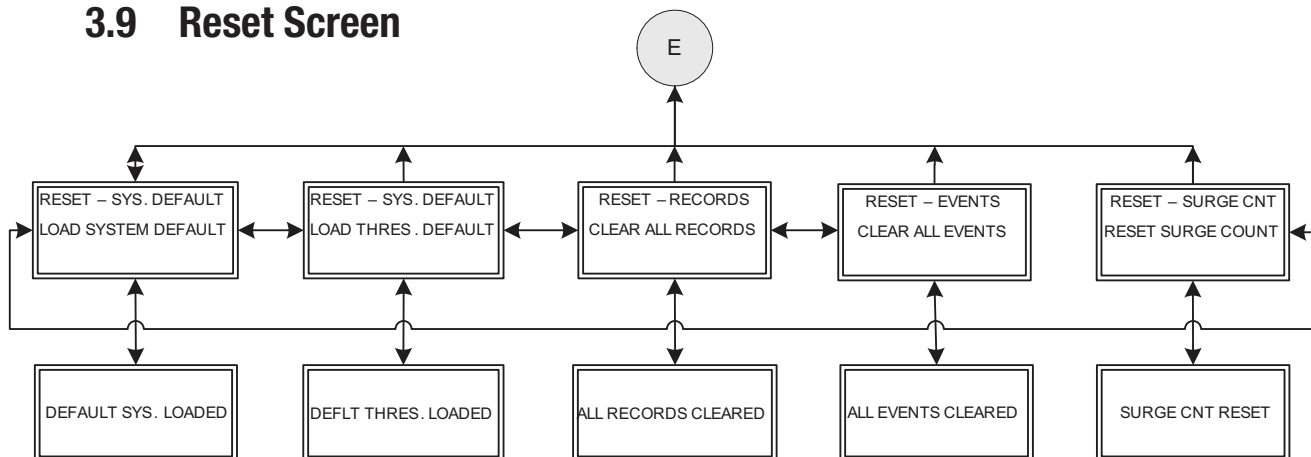 3.9 Reset Screen
E
RESET – SYS. DEFAULT
LOAD SYSTEM DEFAULT
RESET – SYS. DEFAULT
LOAD THRES. DEFAULT
RESET – RECORDS
CLEAR ALL RECORDS
RESET – EVENTS
CLEAR ALL EVENTS
RESET – SURGE CNT
RESET SURGE COUNT
DEFAULT SYS. LOADED
DEFLT THRES. LOADED
ALL RECORDS CLEARED
ALL EVENTS CLEARED
SURGE CNT RESET